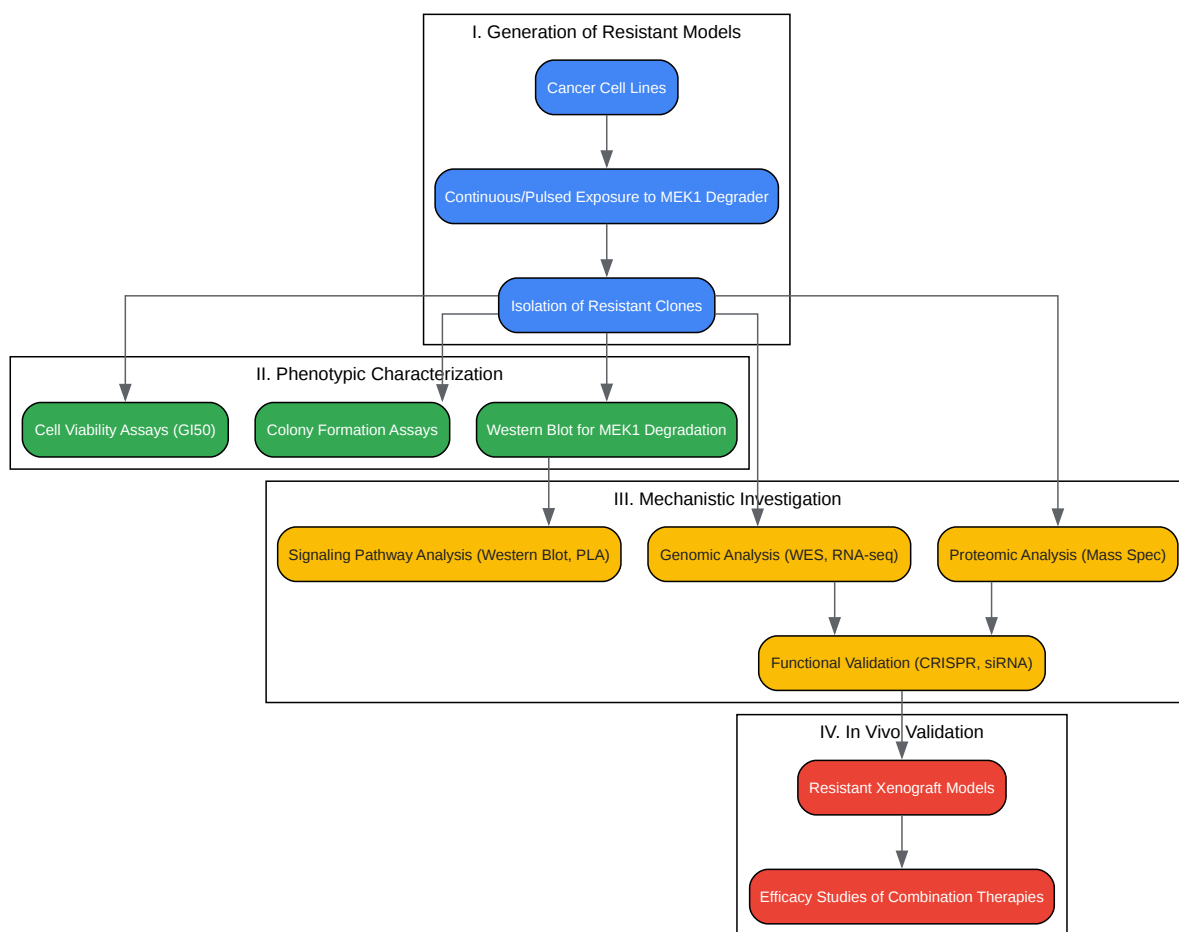 I. Generation of Resistant Models
Cancer Cell Lines
Continuous/Pulsed Exposure to MEK1 Degrader
Isolation of Resistant Clones
II. Phenotypic Characterization
Cell Viability Assays (GI50)
Colony Formation Assays
Western Blot for MEK1 Degradation
III. Mechanistic Investigation
Signaling Pathway Analysis (Western Blot, PLA)
Genomic Analysis (WES, RNA-seq)
Proteomic Analysis (Mass Spec)
Functional Validation (CRISPR, siRNA)
IV. In Vivo Validation
Resistant Xenograft Models
Efficacy Studies of Combination Therapies